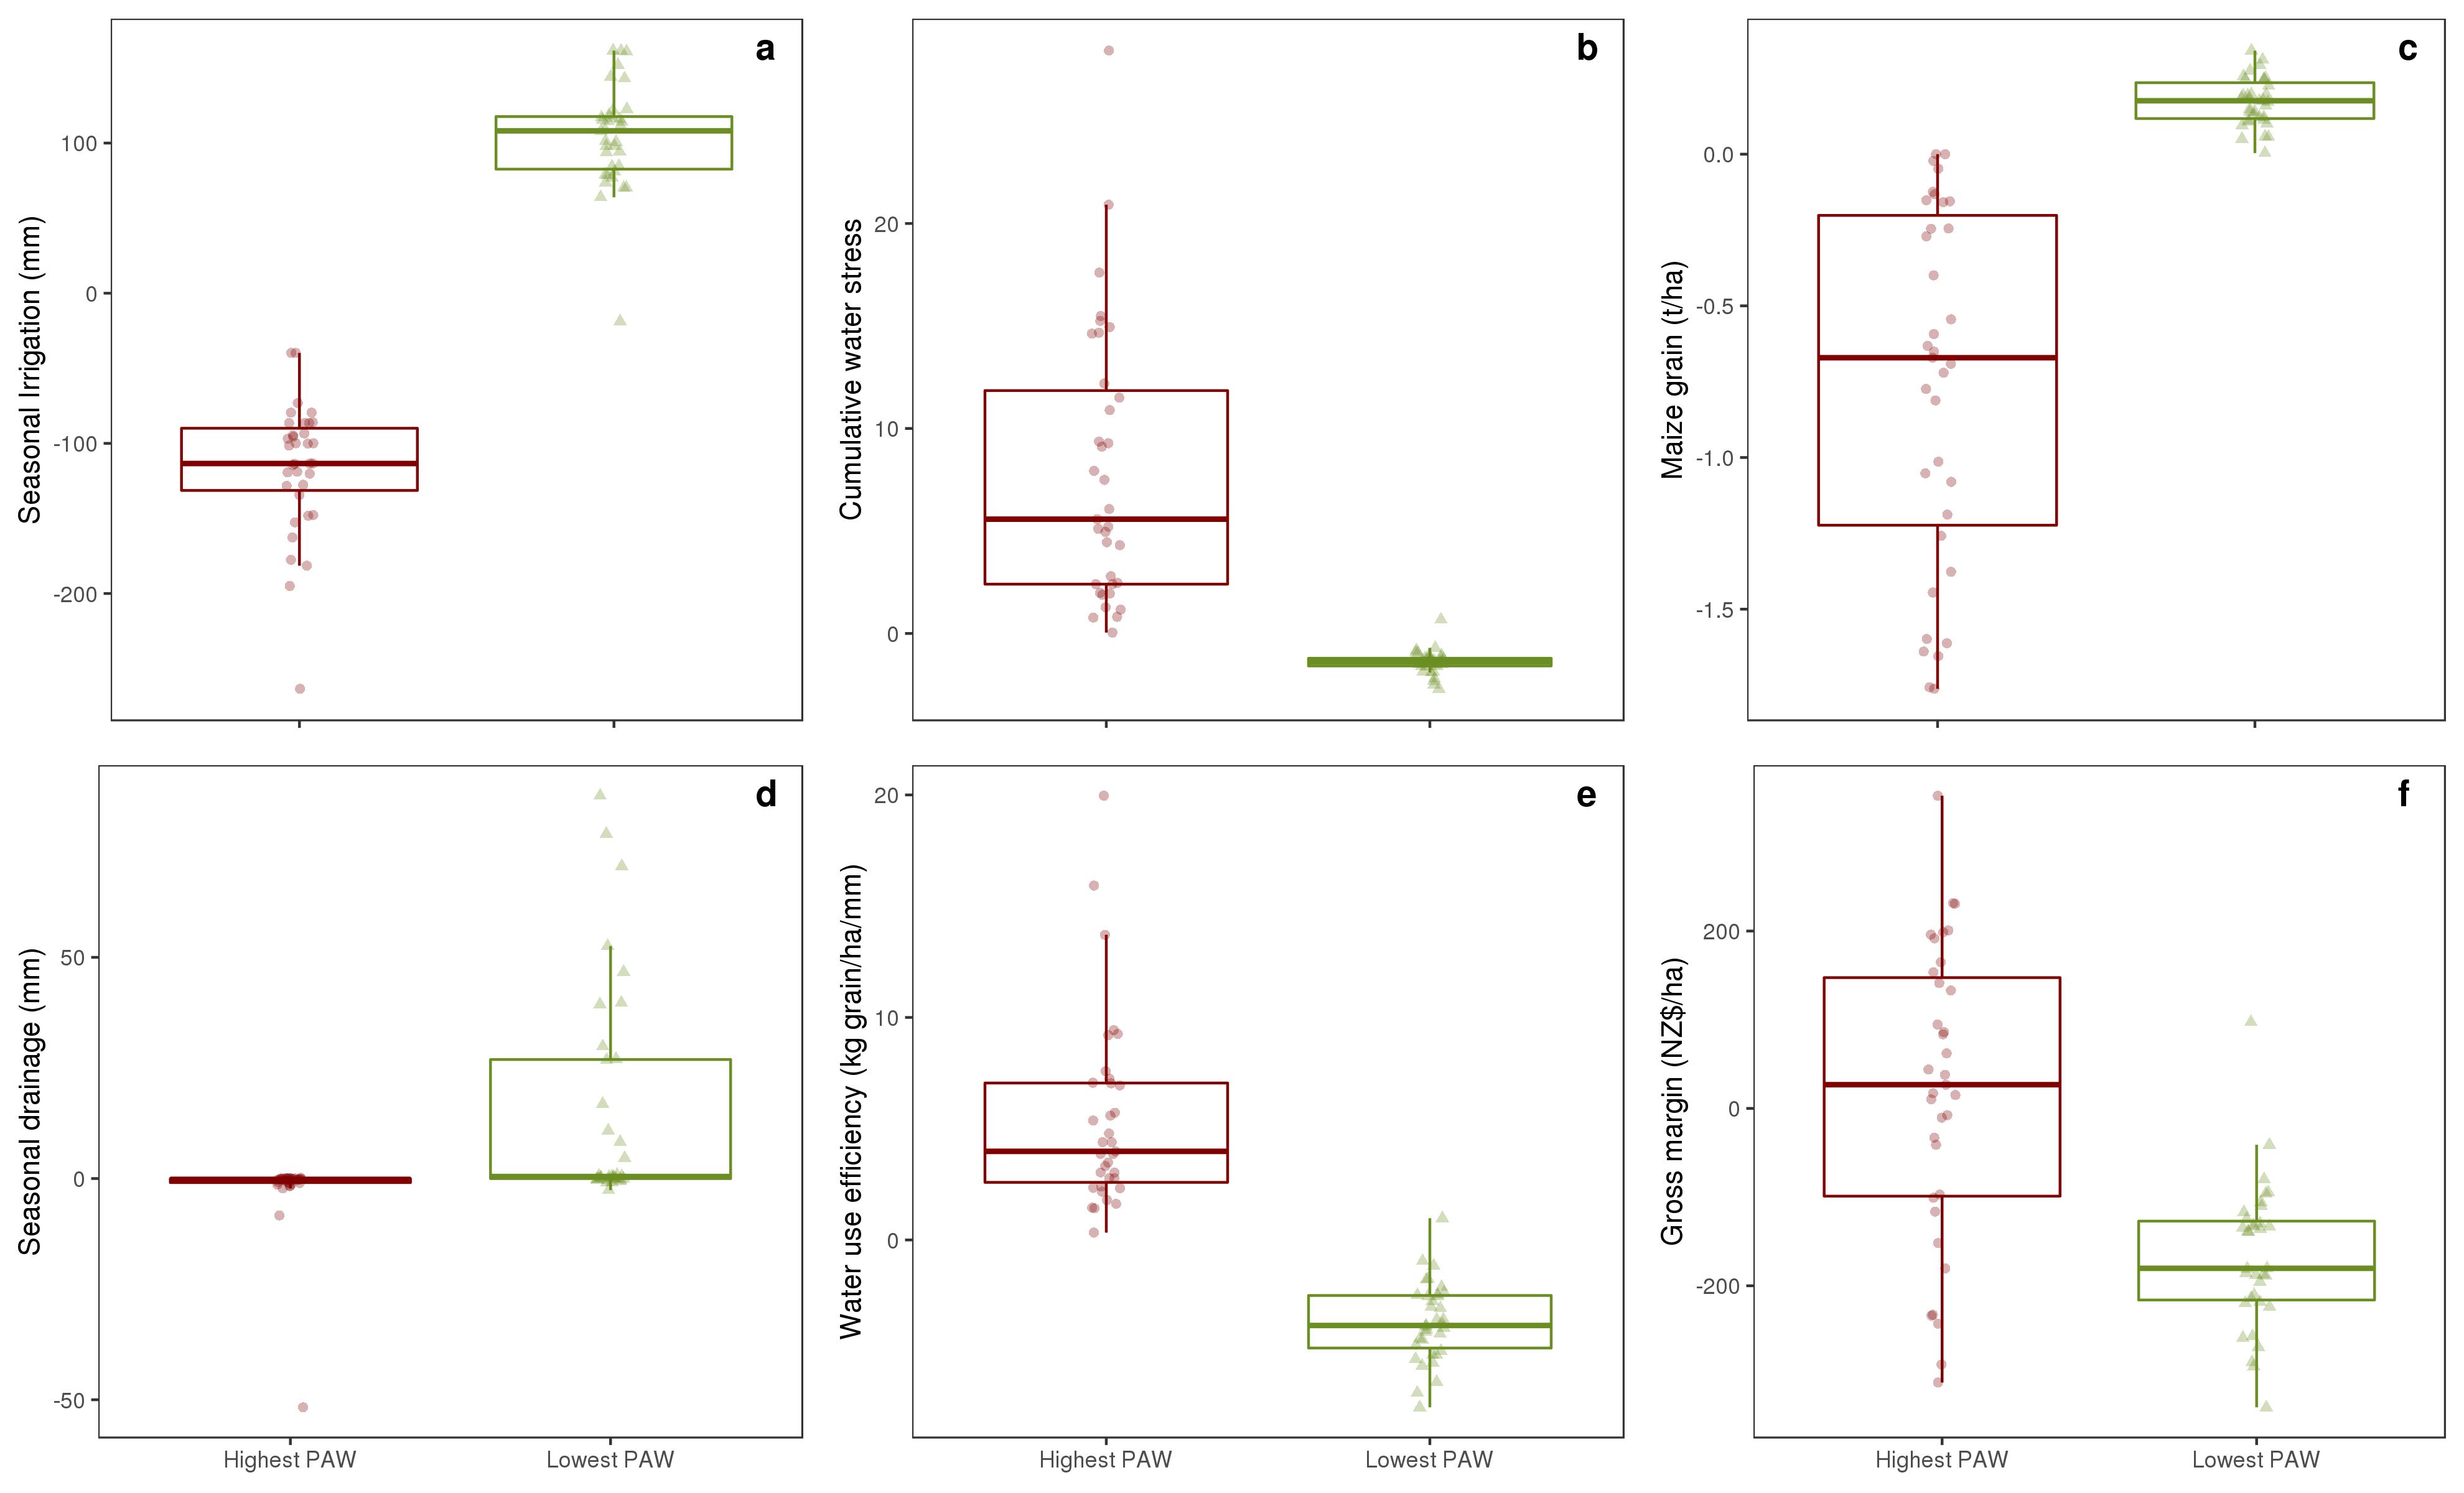 a
Seasonal Irrigation (mm)
100
0
-100
-200
b
Cumulative water stress
20
10
0
c
Maize grain (t/ha)
0.0
-0.5
-1.0
-1.5
d
Seasonal drainage (mm)
50
0
-50
Highest PAW
Lowest PAW
e
Water use efficiency (kg grain/ha/mm)
20
10
0
Highest PAW
Lowest PAW
f
Gross margin (NZ$/ha)
200
0
-200
Highest PAW
Lowest PAW